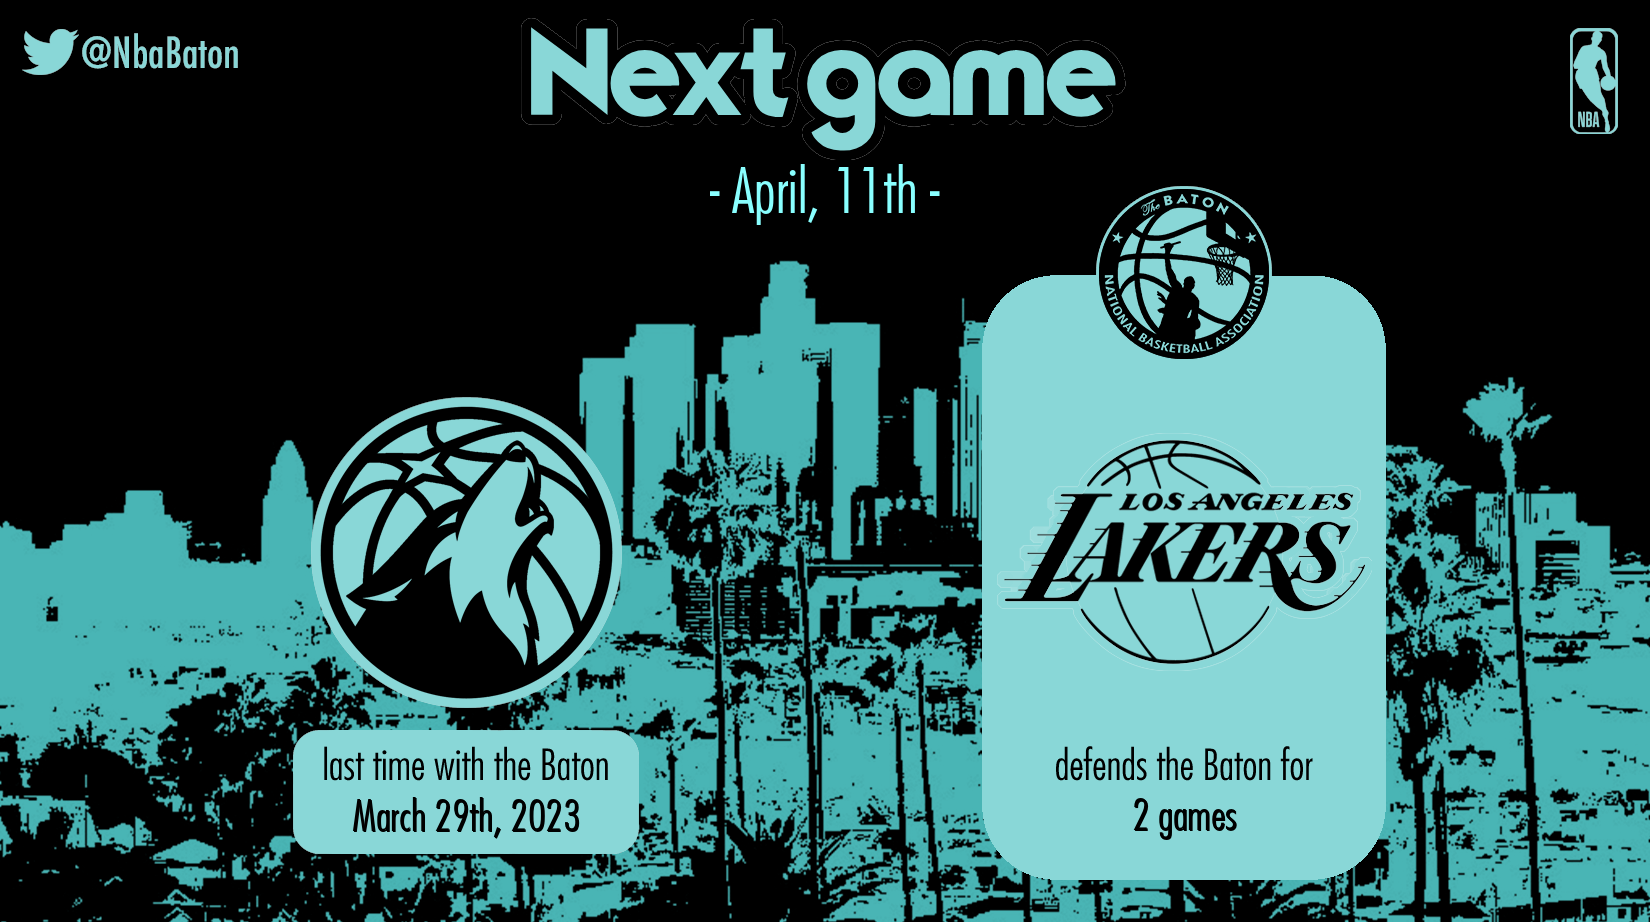 @NbaBaton
Next game
NBA
- April, 11th -
The BATON
NATIONAL BASKETBALL ASSOCIATION
LOS ANGELES
LAKERS
last time with the Baton
March 29th, 2023
defends the Baton for
2 games